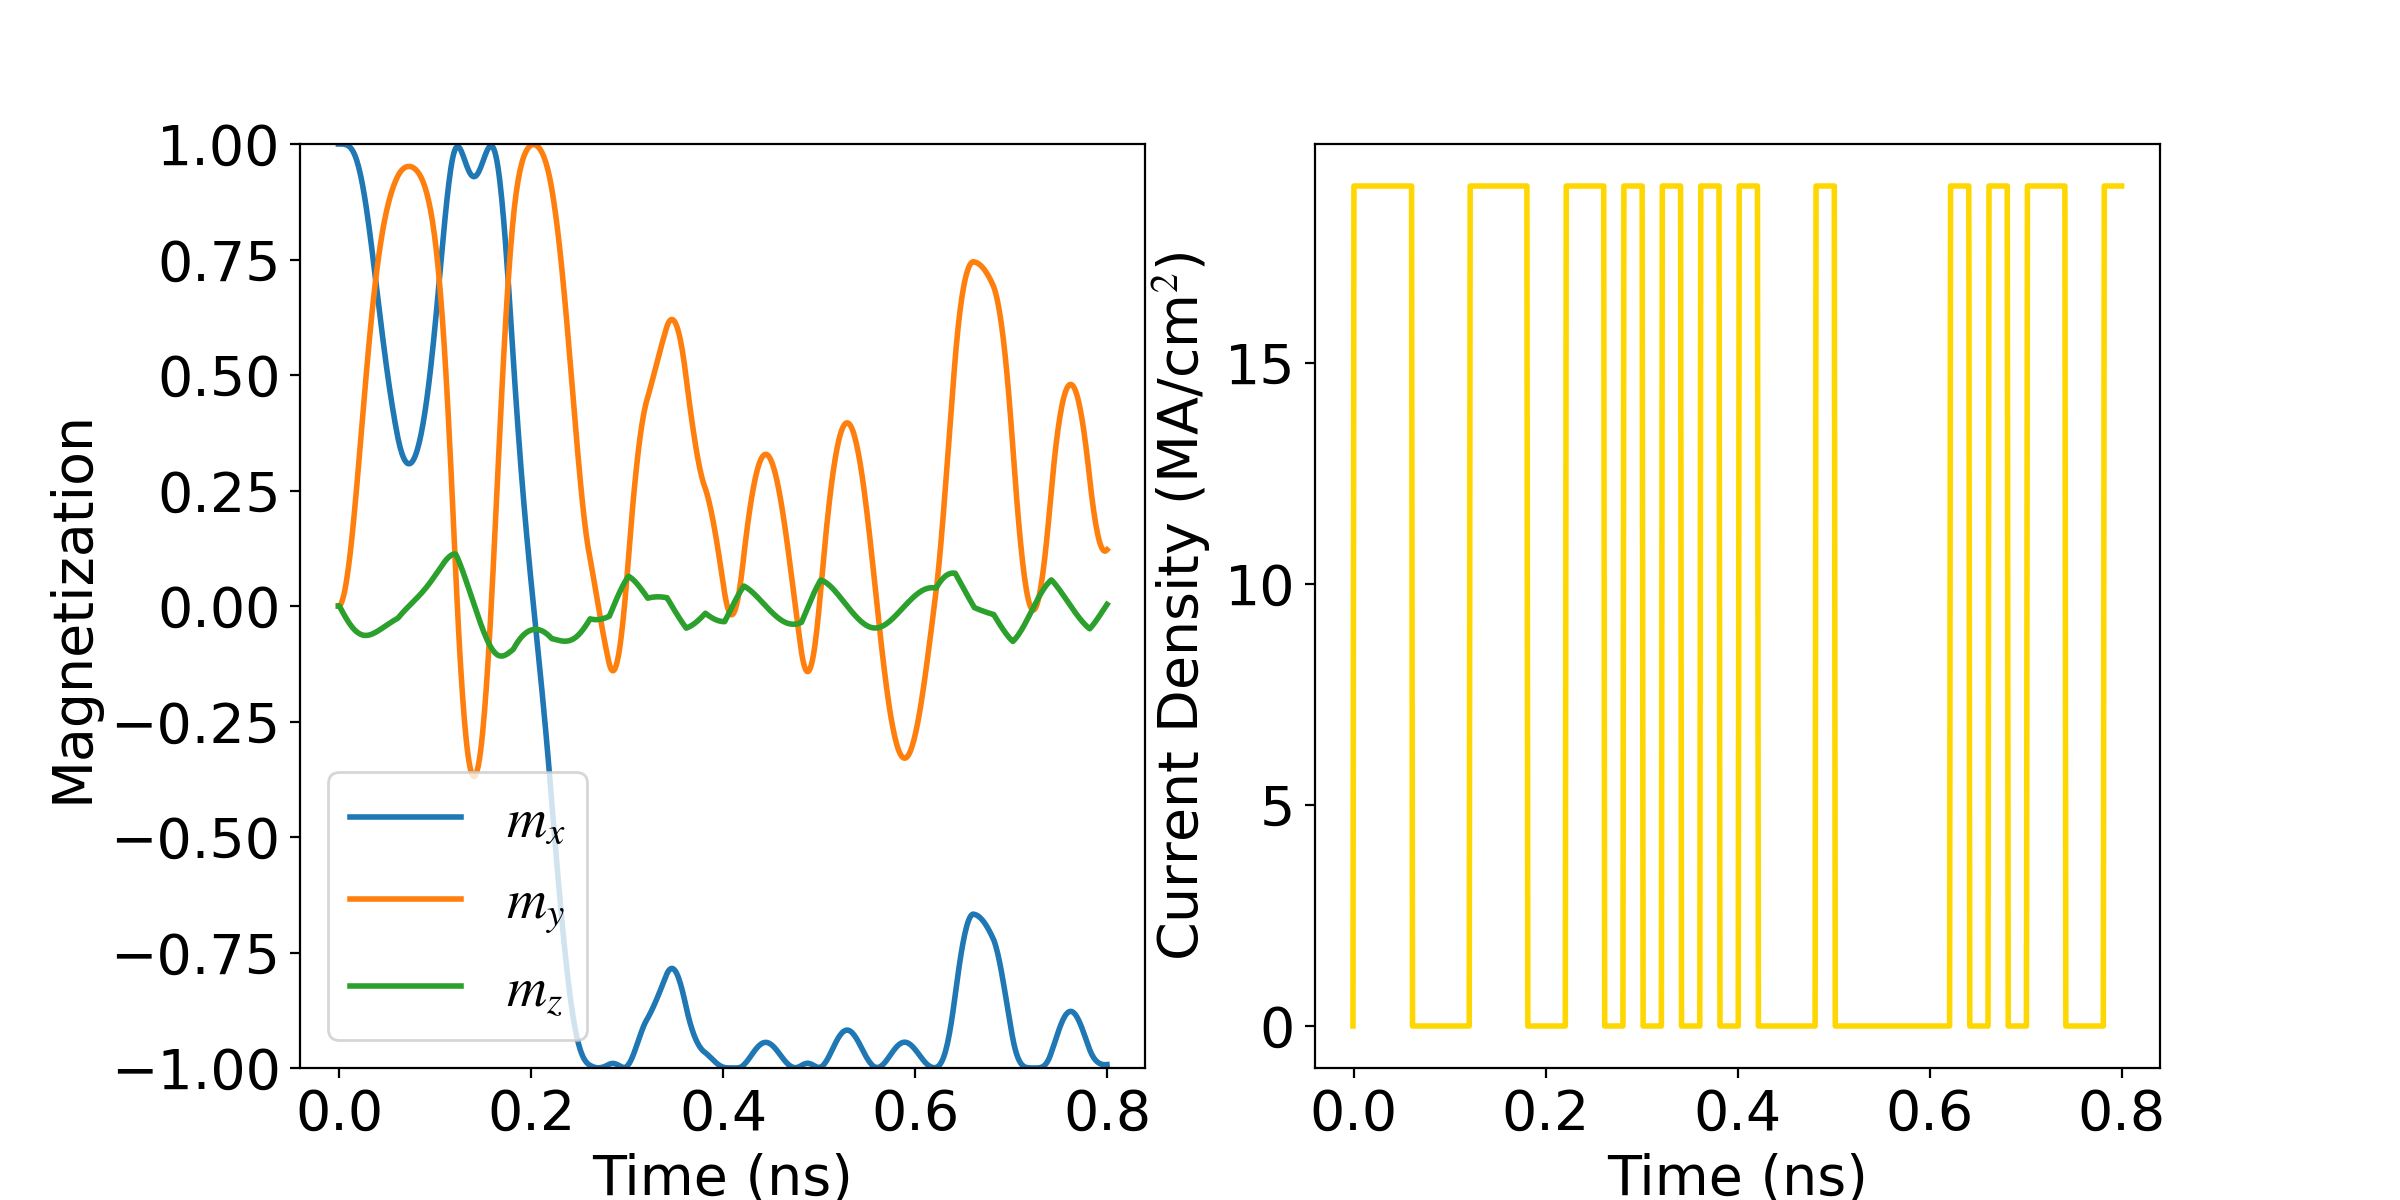 1.00
0.75
0.50
0.25
0.00
−0.25
−0.50
−0.75
−1.00
Magnetization
m_x
m_y
m_z
0.0 0.2 0.4 0.6 0.8
Time (ns)
Current Density (MA/cm²)
15
10
5
0
0.0 0.2 0.4 0.6 0.8
Time (ns)